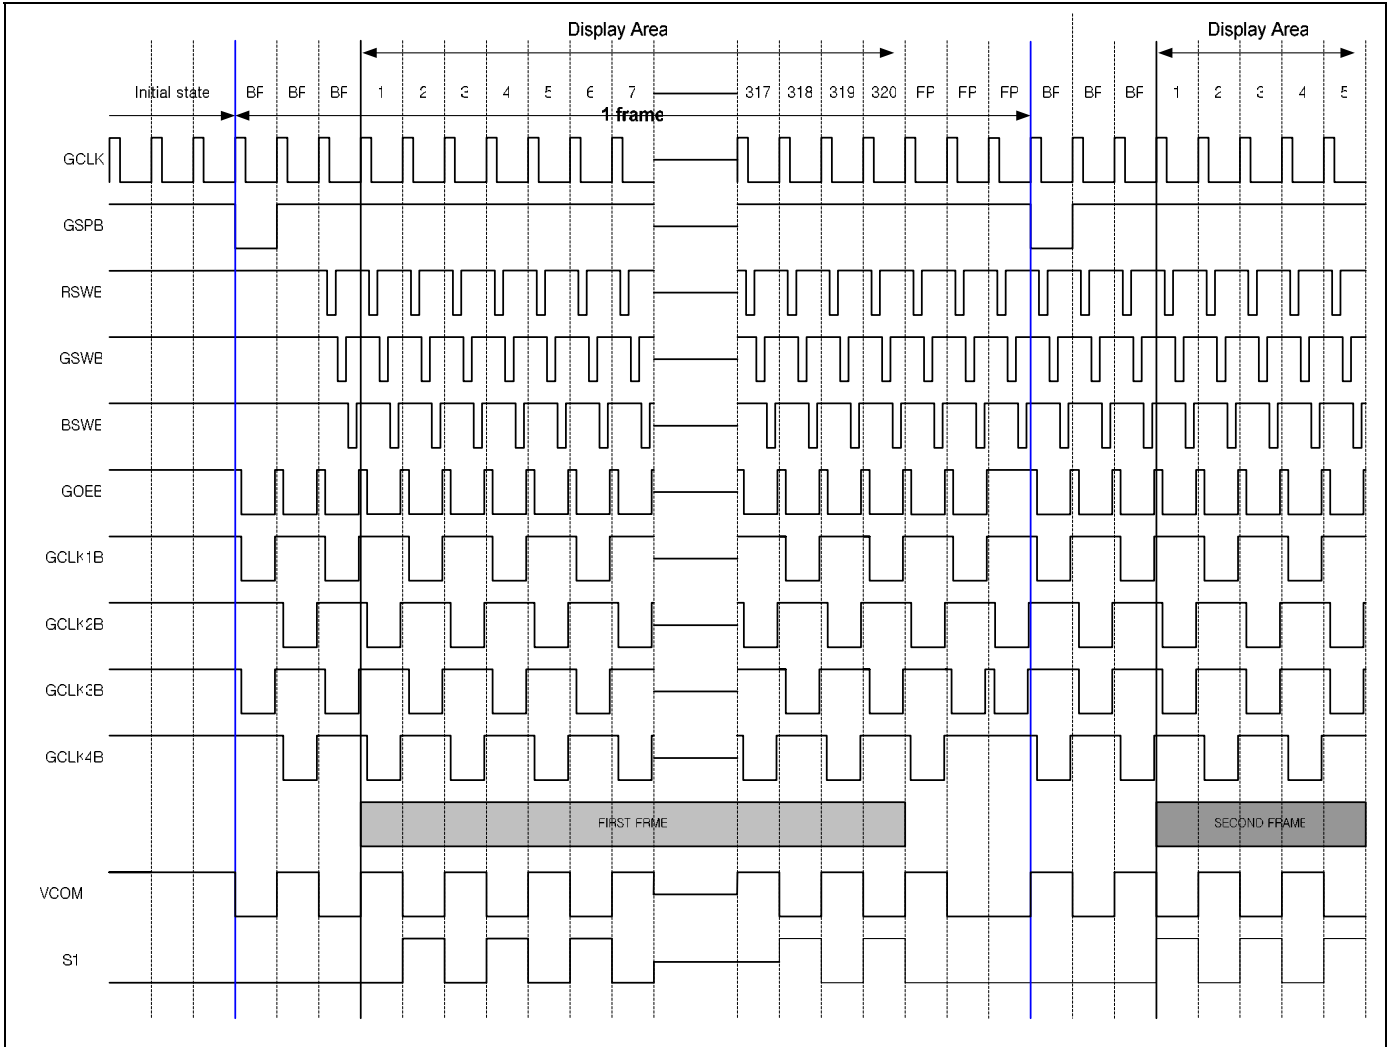 Display Area Display Area
Initial state BF BF BF 1 2 3 4 5 6 7 317 318 319 320 FP FP FP BF BF BF 1 2 3 4 5
1 frame
GCLK
GSPB
RSWB
GSWB
BSWB
GOEB
GCLK1B
GCLK2B
GCLK3B
GCLK4B
FIRST FRME SECOND FRAME
VCOM
S1